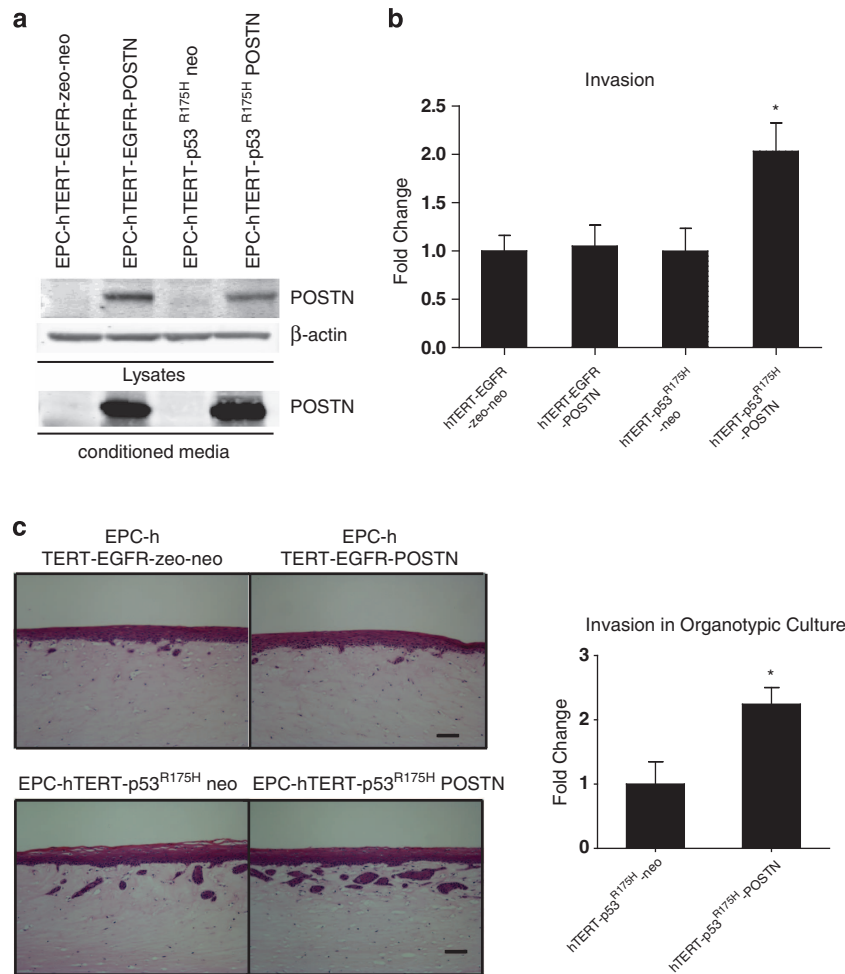 a
EPC-hTERT-EGFR-zeo-neo
EPC-hTERT-EGFR-POSTN
EPC-hTERT-p53 R175H neo
EPC-hTERT-p53 R175H POSTN
POSTN
β-actin
Lysates
POSTN
conditioned media
b
Invasion
*
Fold Change
2.5
2.0
1.5
1.0
0.5
0.0
hTERT-EGFR
-zeo-neo
hTERT-EGFR
-POSTN
hTERT-p53R175H
-neo
hTERT-p53R175H
-POSTN
c
EPC-h
TERT-EGFR-zeo-neo
EPC-h
TERT-EGFR-POSTN
EPC-hTERT-p53R175H neo
EPC-hTERT-p53R175H POSTN
Invasion in Organotypic Culture
*
Fold Change
3
2
1
0
hTERT-p53R175H-neo
hTERT-p53R175H-POSTN